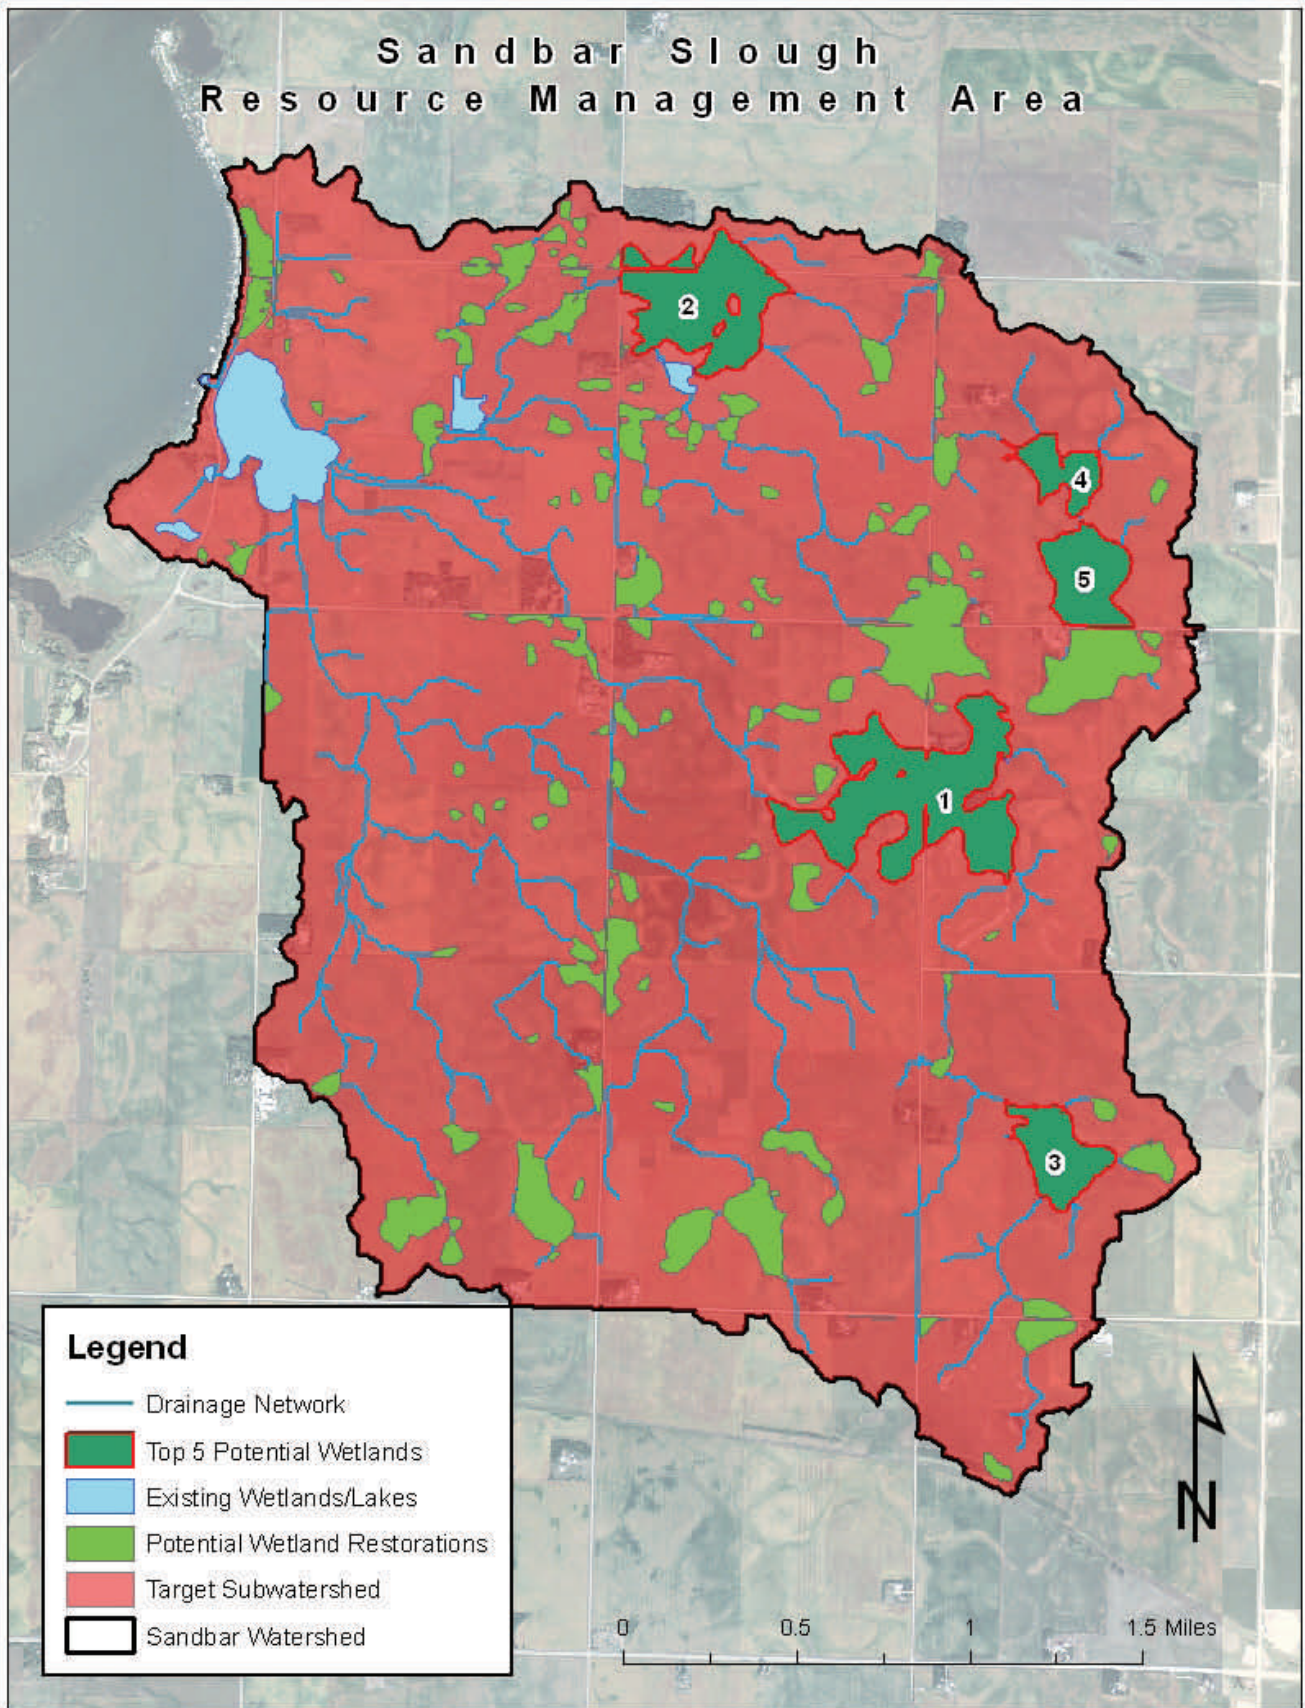 Sandbar Slough
Resource Management Area
2
4
5
1
3
Legend
Drainage Network
Top 5 Potential Wetlands
Existing Wetlands/Lakes
Potential Wetland Restorations
Target Subwatershed
Sandbar Watershed
N
0 0.5 1 1.5 Miles